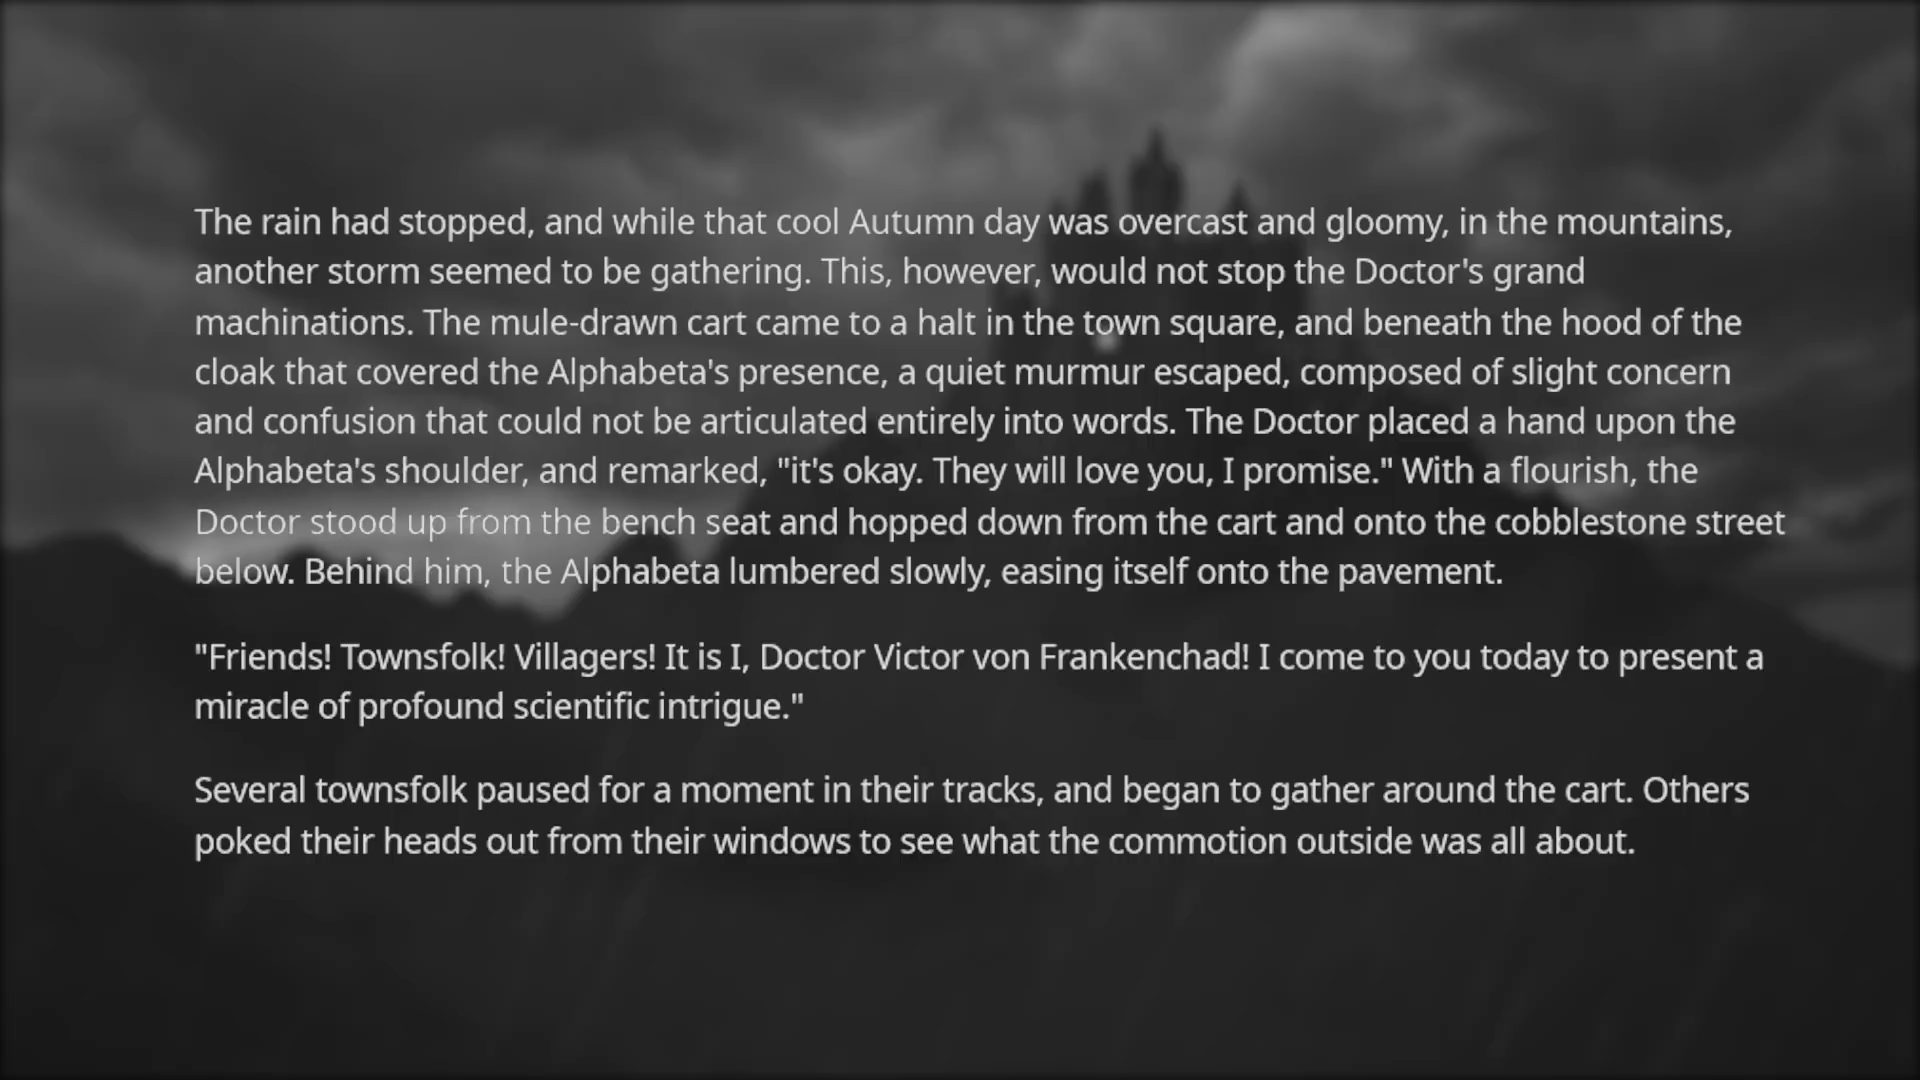 The rain had stopped, and while that cool Autumn day was overcast and gloomy, in the mountains,
another storm seemed to be gathering. This, however, would not stop the Doctor's grand
machinations. The mule-drawn cart came to a halt in the town square, and beneath the hood of the
cloak that covered the Alphabeta's presence, a quiet murmur escaped, composed of slight concern
and confusion that could not be articulated entirely into words. The Doctor placed a hand upon the
Alphabeta's shoulder, and remarked, "it's okay. They will love you, I promise." With a flourish, the
Doctor stood up from the bench seat and hopped down from the cart and onto the cobblestone street
below. Behind him, the Alphabeta lumbered slowly, easing itself onto the pavement.
"Friends! Townsfolk! Villagers! It is I, Doctor Victor von Frankenchad! I come to you today to present a
miracle of profound scientific intrigue."
Several townsfolk paused for a moment in their tracks, and began to gather around the cart. Others
poked their heads out from their windows to see what the commotion outside was all about.